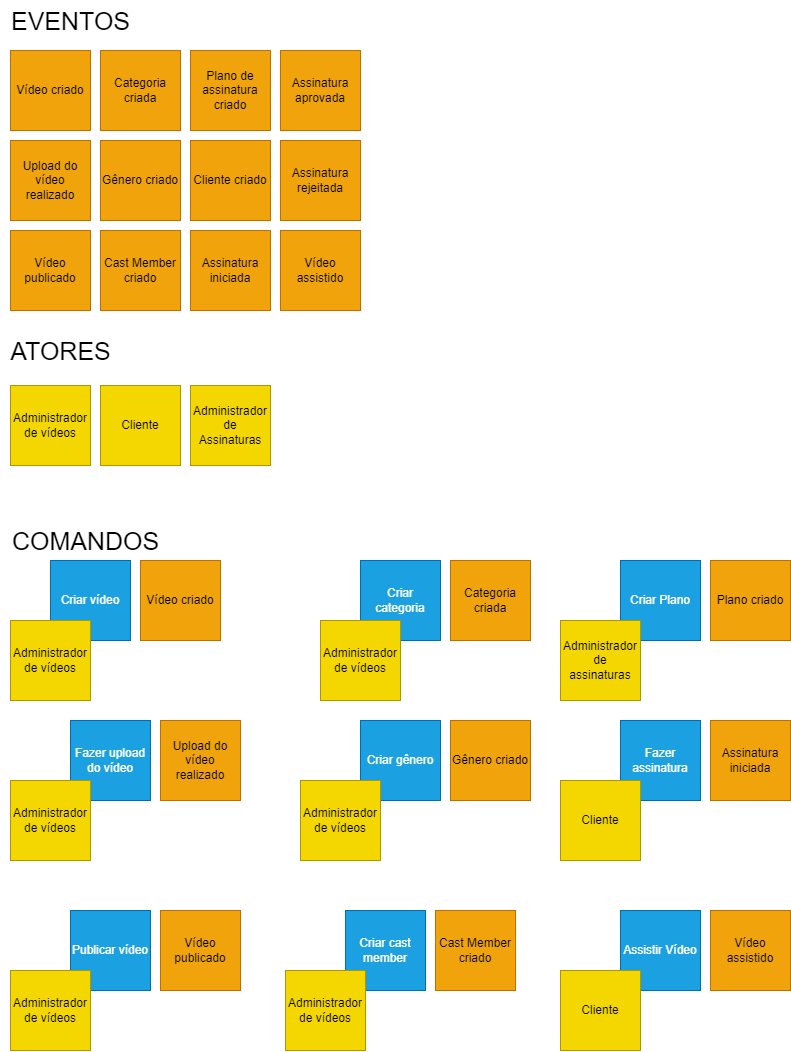 EVENTOS
Vídeo criado
Categoria
criada
Plano de
assinatura
criado
Assinatura
aprovada
Upload do
vídeo
realizado
Gênero criado
Cliente criado
Assinatura
rejeitada
Vídeo
publicado
Cast Member
criado
Assinatura
iniciada
Vídeo
assistido
ATORES
Administrador
de vídeos
Cliente
Administrador
de
Assinaturas
COMANDOS
Criar vídeo
Vídeo criado
Administrador
de vídeos
Criar
categoria
Categoria
criada
Administrador
de vídeos
Criar Plano
Plano criado
Administrador
de
assinaturas
Fazer upload
do vídeo
Upload do
vídeo
realizado
Administrador
de vídeos
Criar gênero
Gênero criado
Administrador
de vídeos
Fazer
assinatura
Assinatura
iniciada
Cliente
Publicar vídeo
Vídeo
publicado
Administrador
de vídeos
Criar cast
member
Cast Member
criado
Administrador
de vídeos
Assistir Vídeo
Vídeo
assistido
Cliente